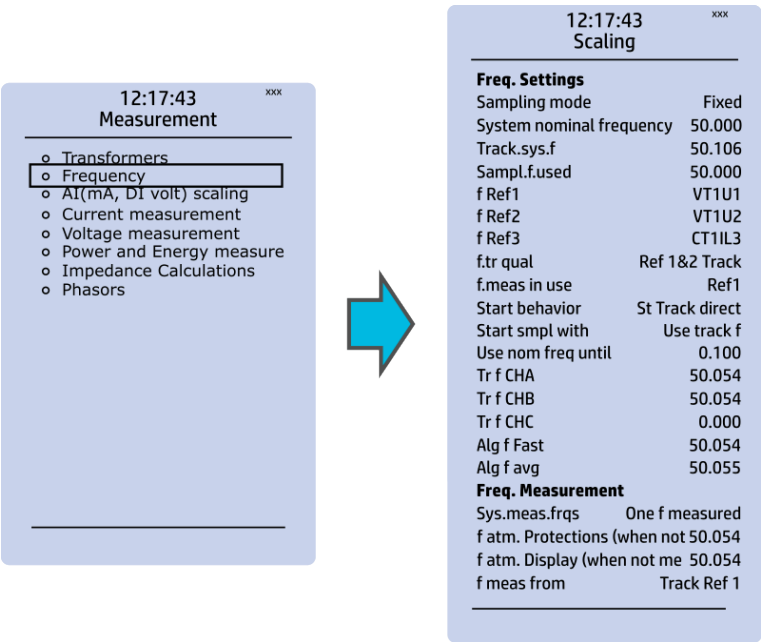 12:17:43 xxx
Measurement
Transformers
Frequency
AI(mA, DI volt) scaling
Current measurement
Voltage measurement
Power and Energy measure
Impedance Calculations
Phasors
12:17:43 xxx
Scaling
Freq. Settings
Sampling mode Fixed
System nominal frequency 50.000
Track.sys.f 50.106
Sampl.f.used 50.000
f Ref1 VT1U1
f Ref2 VT1U2
f Ref3 CT1IL3
f.tr qual Ref 1&2 Track
f.meas in use Ref1
Start behavior St Track direct
Start smpl with Use track f
Use nom freq until 0.100
Tr f CHA 50.054
Tr f CHB 50.054
Tr f CHC 0.000
Alg f Fast 50.054
Alg f avg 50.055
Freq. Measurement
Sys.meas.frqs One f measured
f atm. Protections (when not 50.054
f atm. Display (when not me 50.054
f meas from Track Ref 1